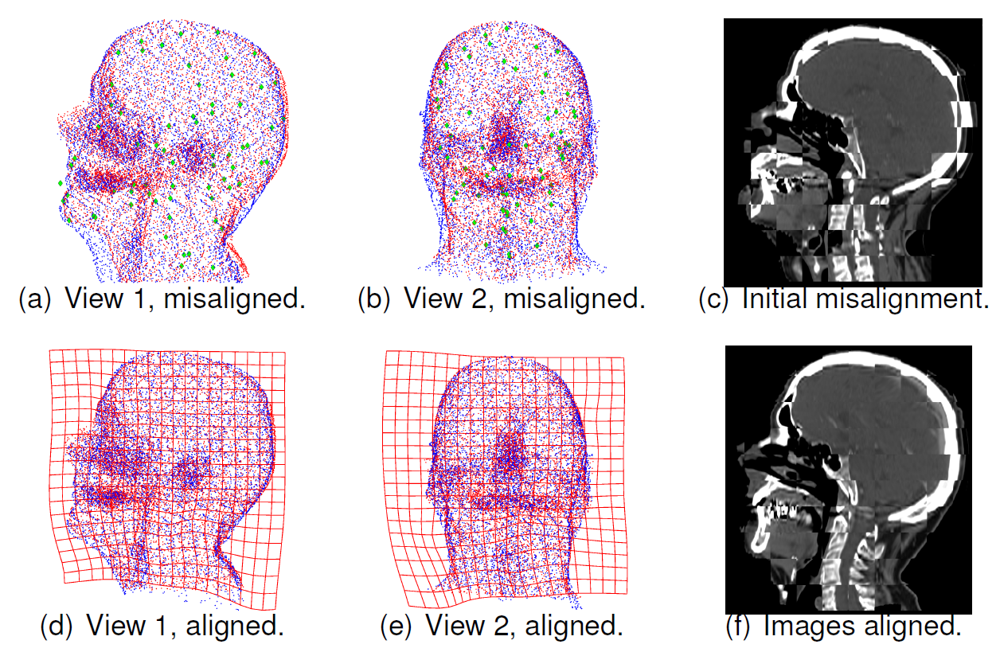 (a) View 1, misaligned.
(b) View 2, misaligned.
(c) Initial misalignment.
(d) View 1, aligned.
(e) View 2, aligned.
(f) Images aligned.